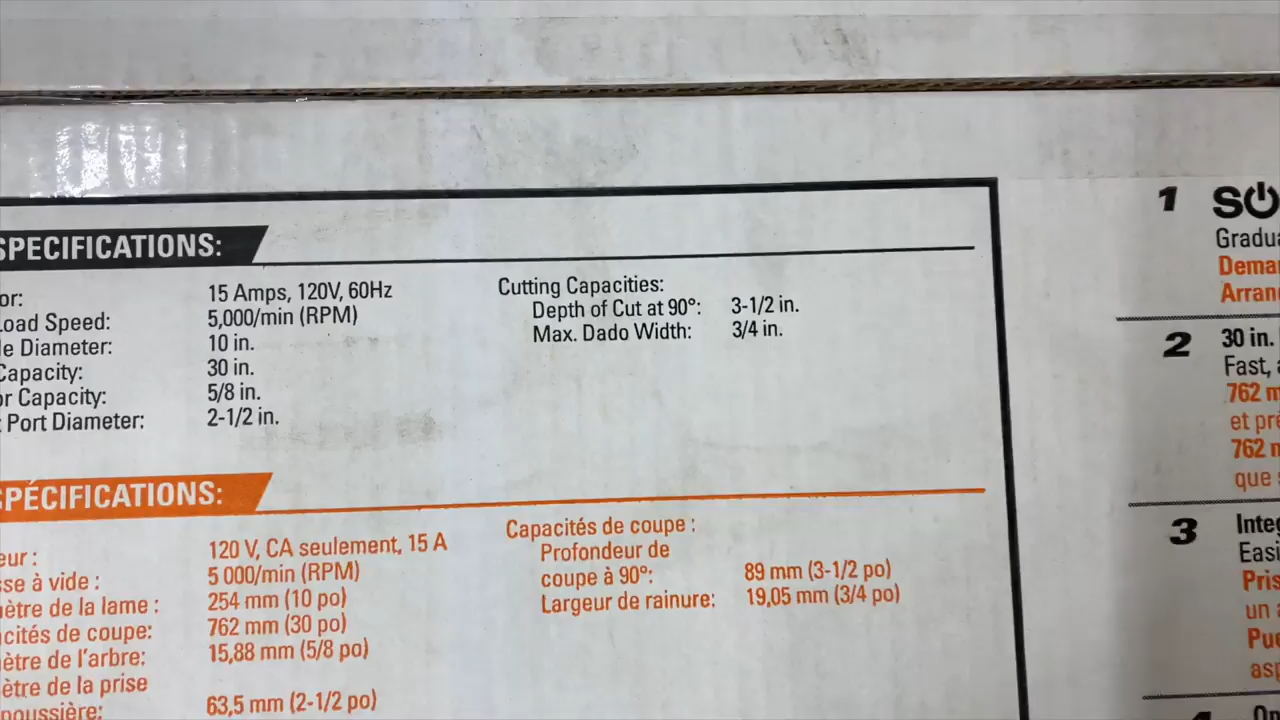 SPECIFICATIONS:
or: 15 Amps, 120V, 60Hz
Load Speed: 5,000/min (RPM)
e Diameter: 10 in.
Capacity: 30 in.
or Capacity: 5/8 in.
t Port Diameter: 2-1/2 in.
Cutting Capacities:
Depth of Cut at 90°: 3-1/2 in.
Max. Dado Width: 3/4 in.
SPÉCIFICATIONS:
eur : 120 V, CA seulement, 15 A
sse à vide : 5 000/min (RPM)
ètre de la lame : 254 mm (10 po)
cités de coupe: 762 mm (30 po)
ètre de l'arbre: 15,88 mm (5/8 po)
ètre de la prise
poussière: 63,5 mm (2-1/2 po)
Capacités de coupe :
Profondeur de
coupe à 90°: 89 mm (3-1/2 po)
Largeur de rainure: 19,05 mm (3/4 po)
1
Gradua
Dema
Arran
2 30 in.
Fast,
762 m
et pré
762 m
que
3 Integ
Easi
Pris
un
Pue
asp